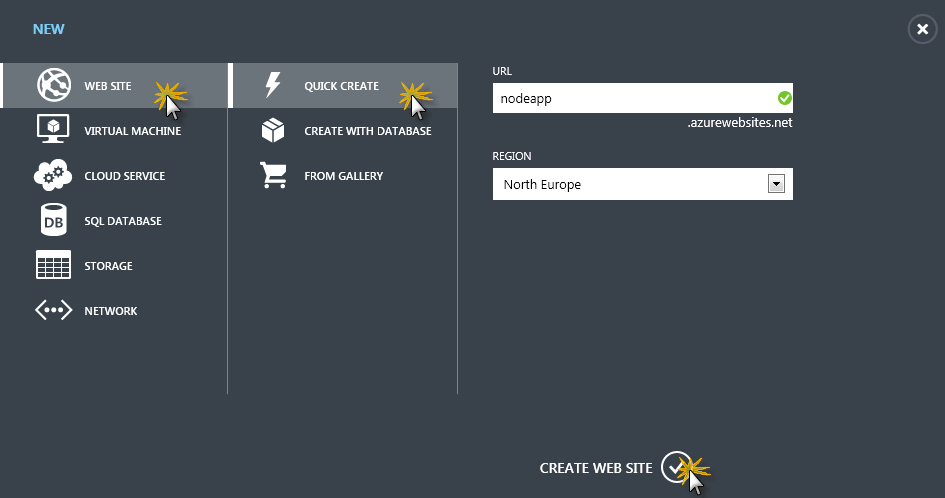 NEW
WEB SITE
VIRTUAL MACHINE
CLOUD SERVICE
DB
SQL DATABASE
STORAGE
NETWORK
QUICK CREATE
CREATE WITH DATABASE
FROM GALLERY
URL
nodeapp
.azurewebsites.net
REGION
North Europe
CREATE WEB SITE